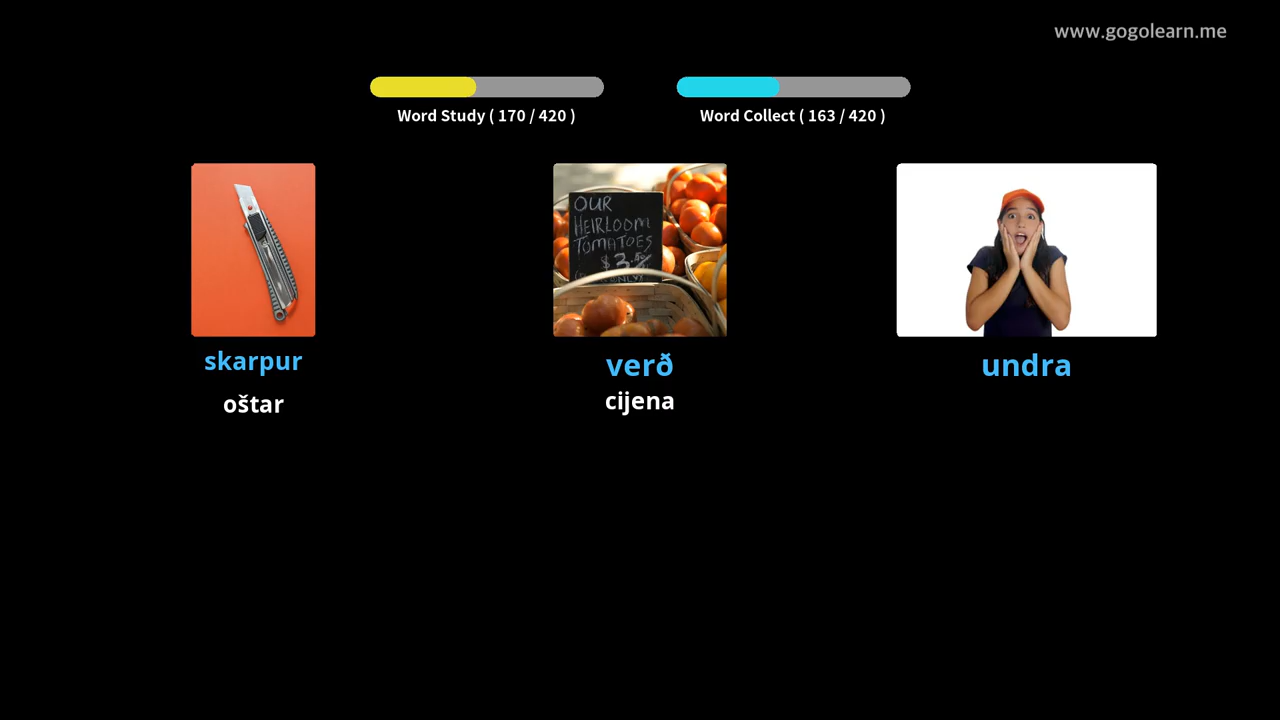 www.gogolearn.me
Word Study ( 170 / 420 )
Word Collect ( 163 / 420 )
OUR
HEIRLOOM
TOMATOES
skarpur
verð
undra
oštar
cijena